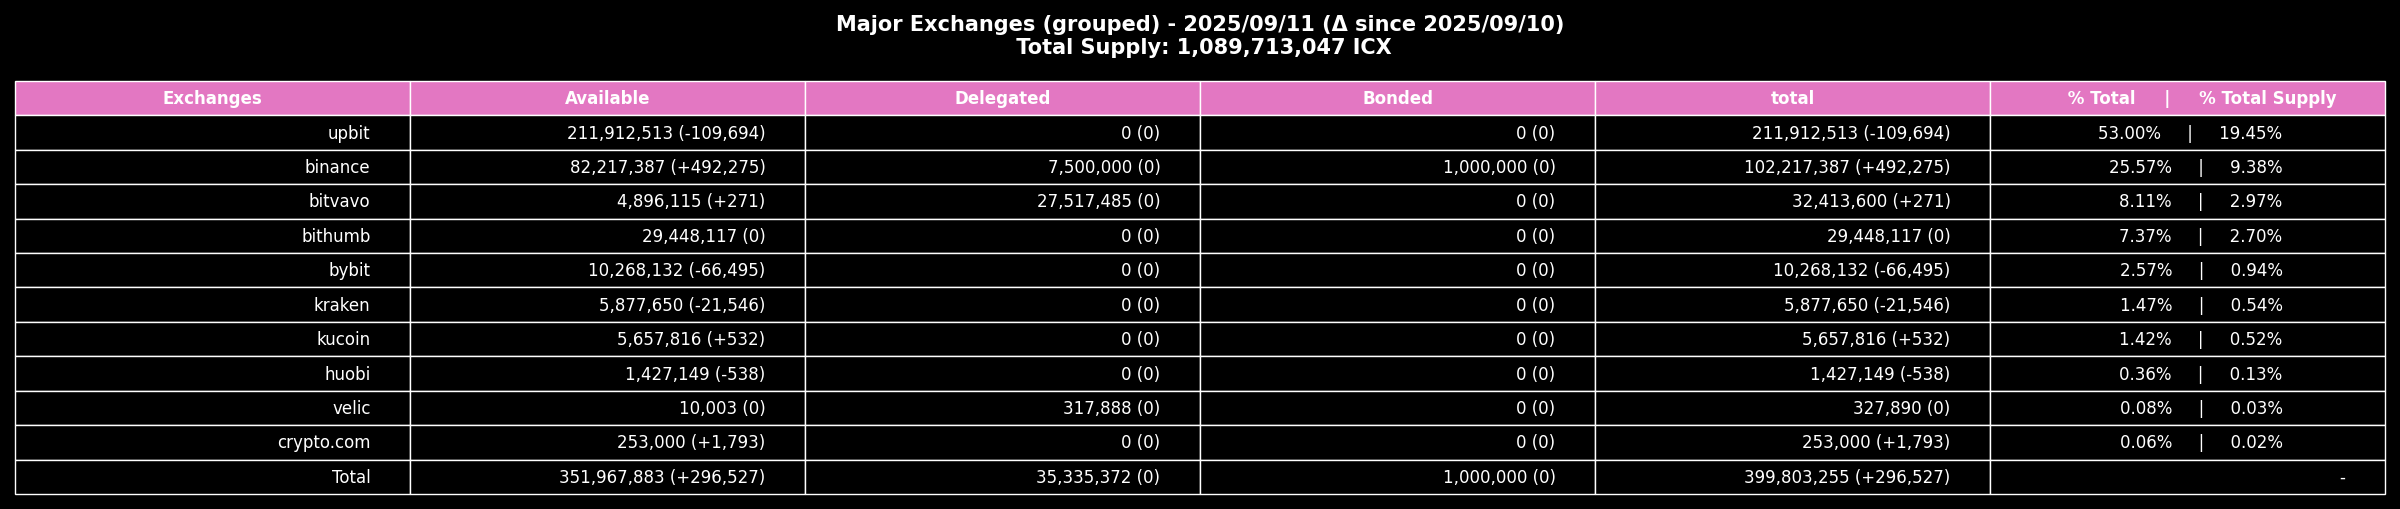 Major Exchanges (grouped) - 2025/09/11 (Δ since 2025/09/10)
Total Supply: 1,089,713,047 ICX
Exchanges Available Delegated Bonded total % Total | % Total Supply
upbit 211,912,513 (-109,694) 0 (0) 0 (0) 211,912,513 (-109,694) 53.00% | 19.45%
binance 82,217,387 (+492,275) 7,500,000 (0) 1,000,000 (0) 102,217,387 (+492,275) 25.57% | 9.38%
bitvavo 4,896,115 (+271) 27,517,485 (0) 0 (0) 32,413,600 (+271) 8.11% | 2.97%
bithumb 29,448,117 (0) 0 (0) 0 (0) 29,448,117 (0) 7.37% | 2.70%
bybit 10,268,132 (-66,495) 0 (0) 0 (0) 10,268,132 (-66,495) 2.57% | 0.94%
kraken 5,877,650 (-21,546) 0 (0) 0 (0) 5,877,650 (-21,546) 1.47% | 0.54%
kucoin 5,657,816 (+532) 0 (0) 0 (0) 5,657,816 (+532) 1.42% | 0.52%
huobi 1,427,149 (-538) 0 (0) 0 (0) 1,427,149 (-538) 0.36% | 0.13%
velic 10,003 (0) 317,888 (0) 0 (0) 327,890 (0) 0.08% | 0.03%
crypto.com 253,000 (+1,793) 0 (0) 0 (0) 253,000 (+1,793) 0.06% | 0.02%
Total 351,967,883 (+296,527) 35,335,372 (0) 1,000,000 (0) 399,803,255 (+296,527) -